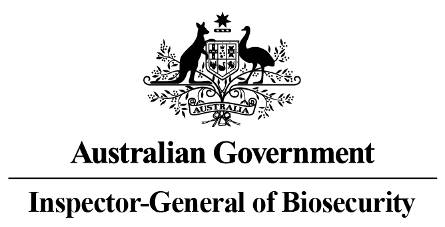 AUSTRALIA
Australian Government
Inspector-General of Biosecurity